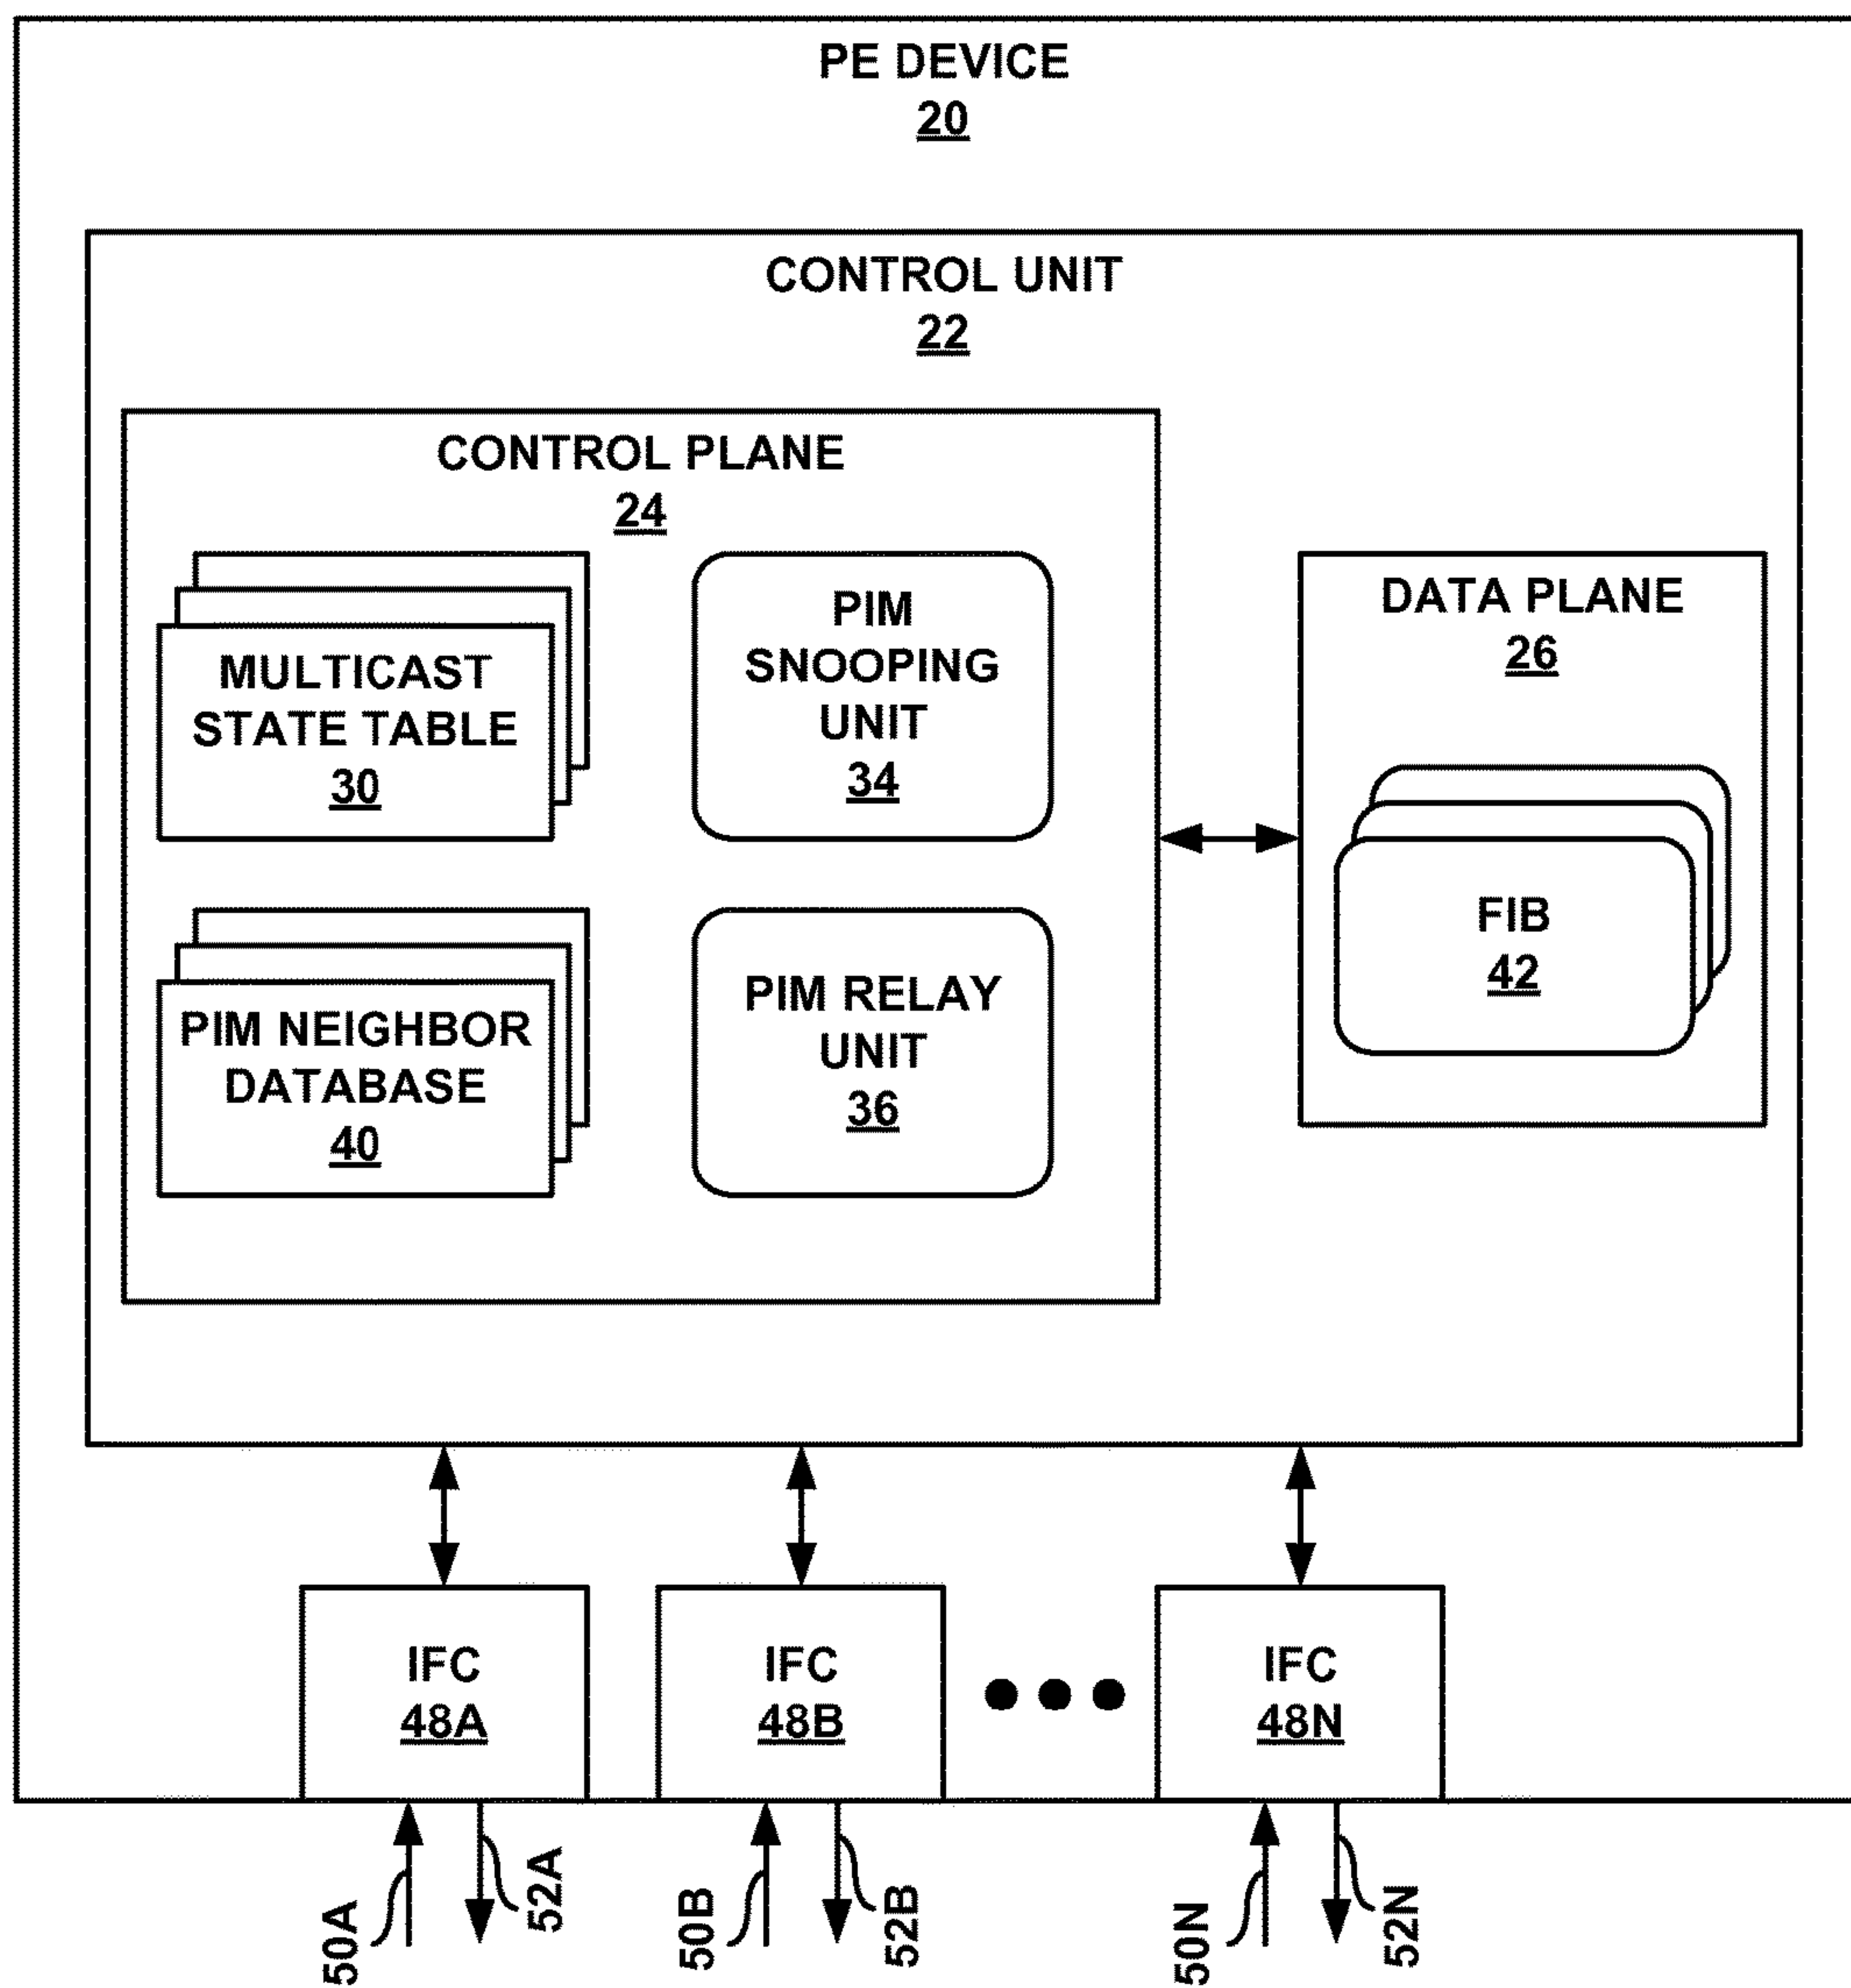 PE DEVICE
20
CONTROL UNIT
22
CONTROL PLANE
24
MULTICAST
STATE TABLE
30
PIM
SNOOPING
UNIT
34
PIM NEIGHBOR
DATABASE
40
PIM RELAY
UNIT
36
DATA PLANE
26
FIB
42
IFC
48A
IFC
48B
IFC
48N
50A
52A
50B
52B
50N
52N